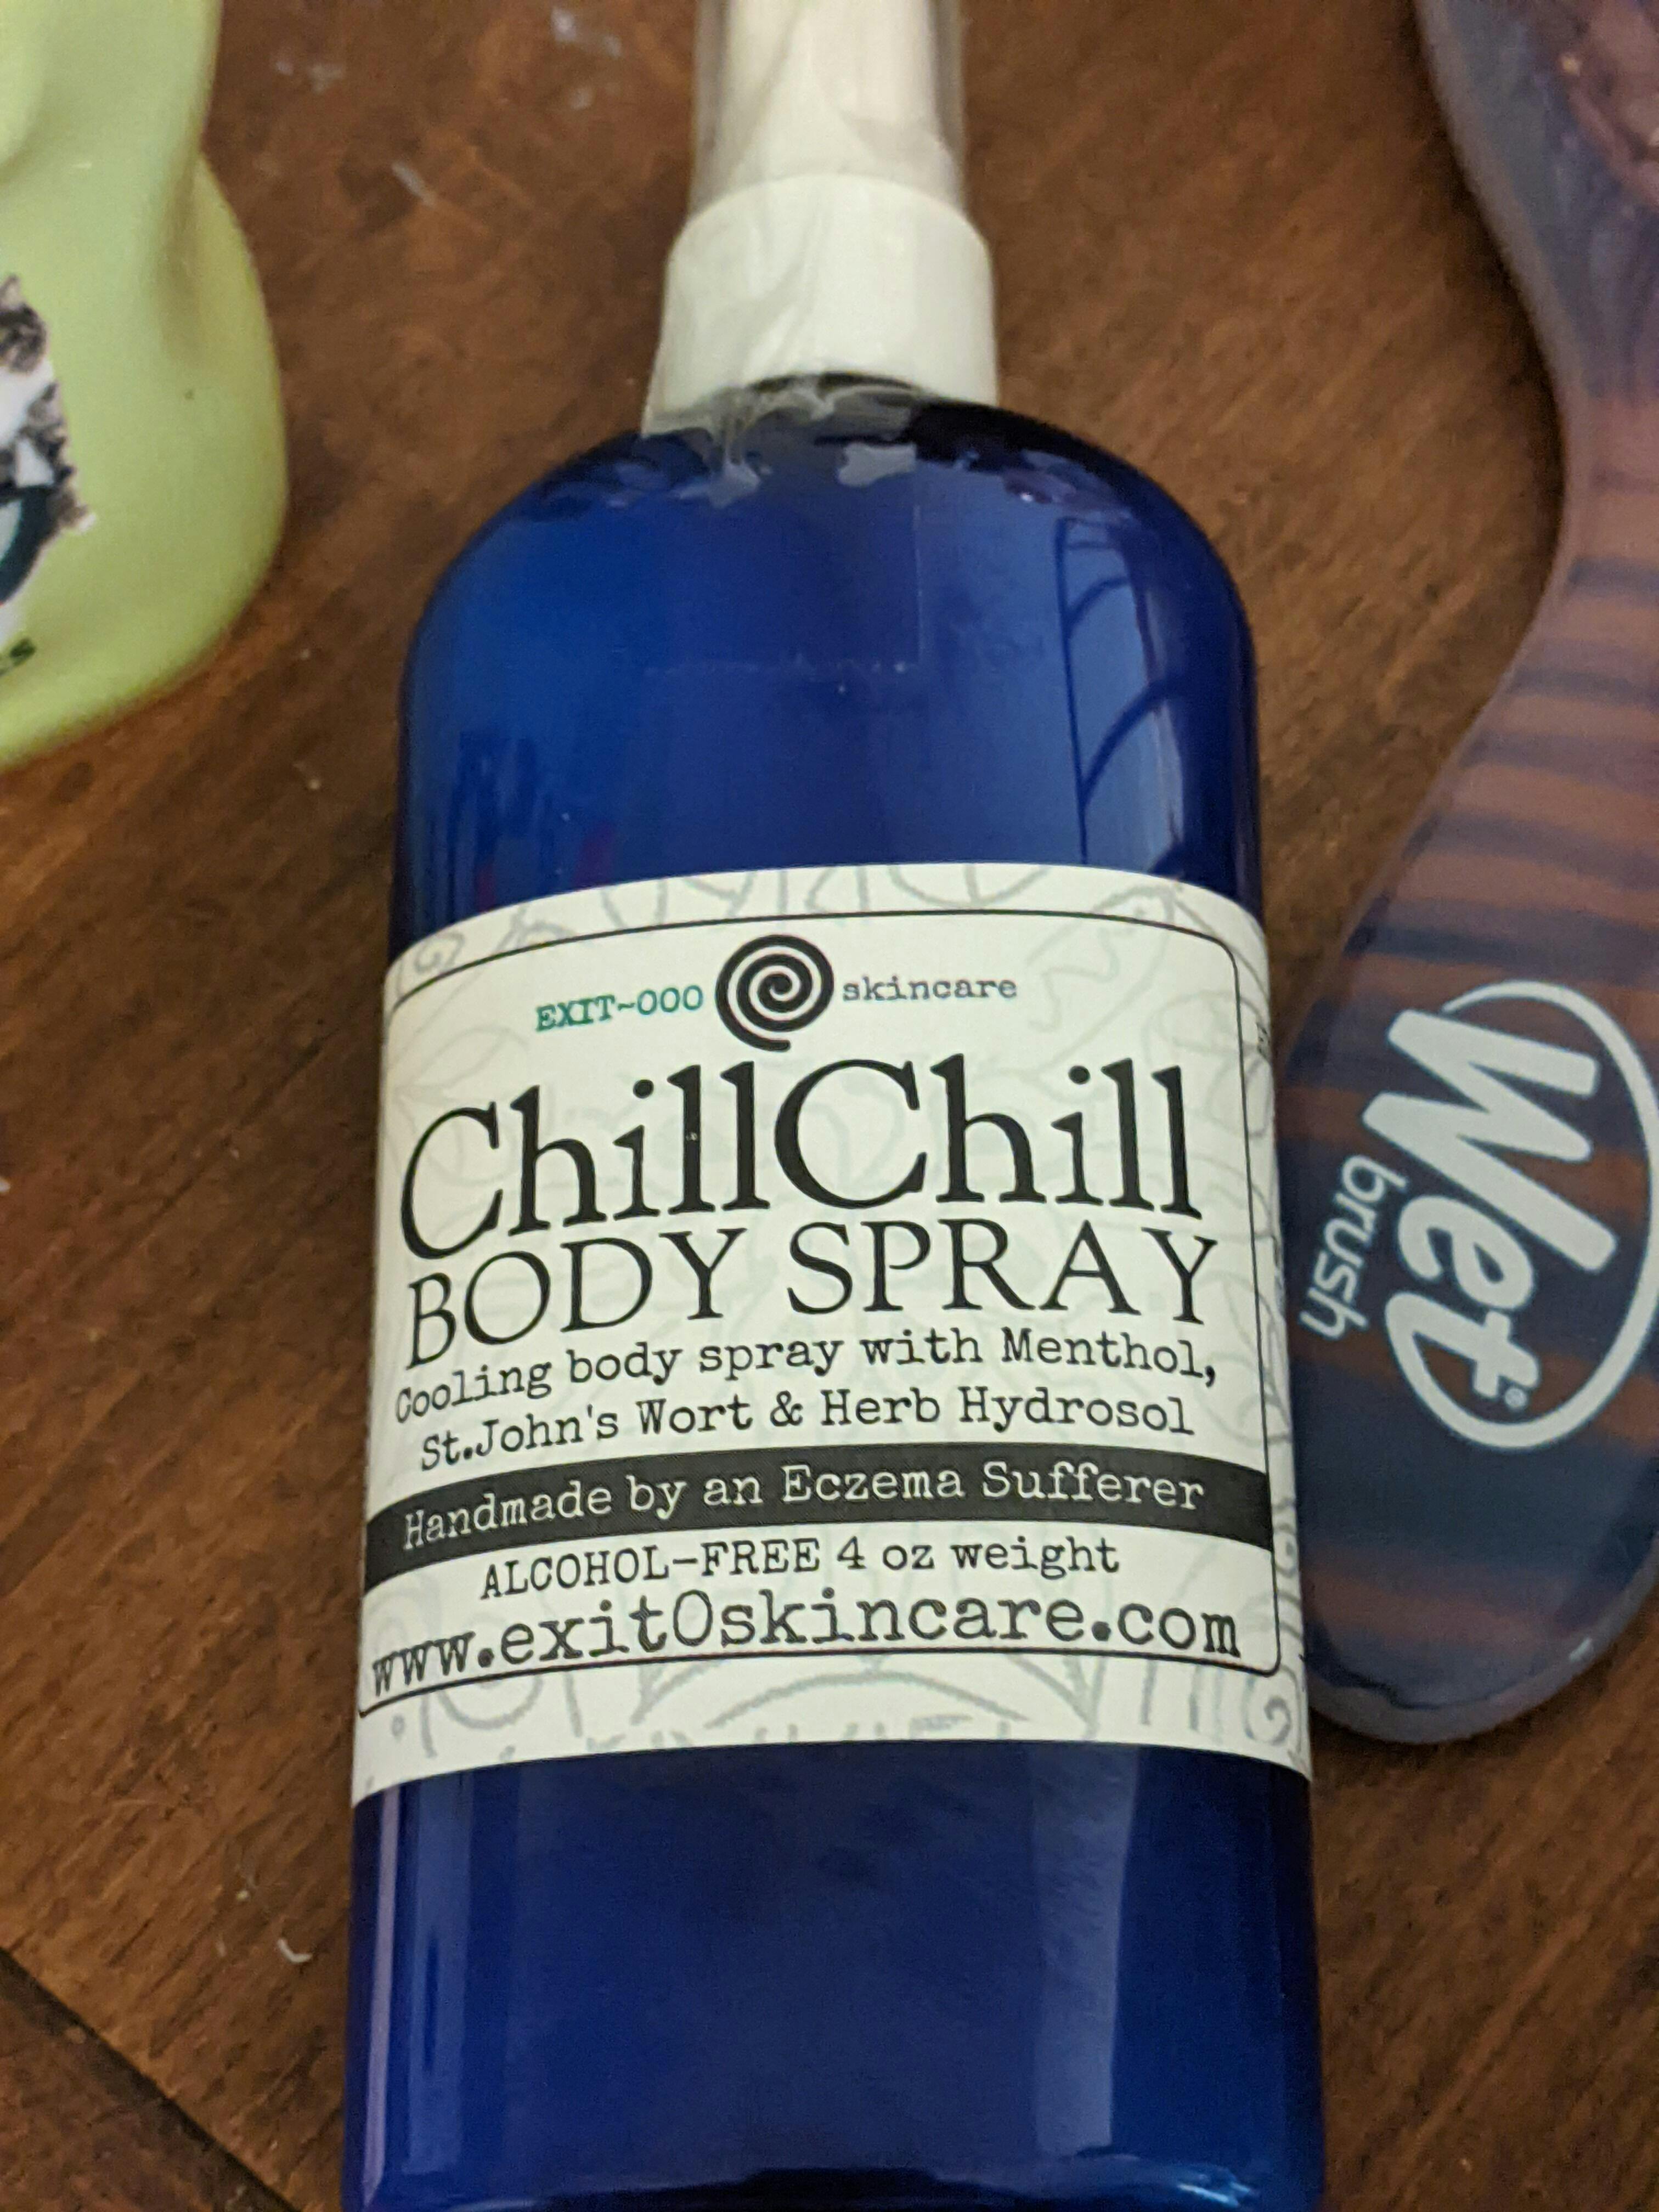 EXIT~000 skincare
ChillChill
BODY SPRAY
Cooling body spray with Menthol,
St.John's Wort & Herb Hydrosol
Handmade by an Eczema Sufferer
ALCOHOL-FREE 4 oz weight
www.exit0skincare.com
Wet
brush